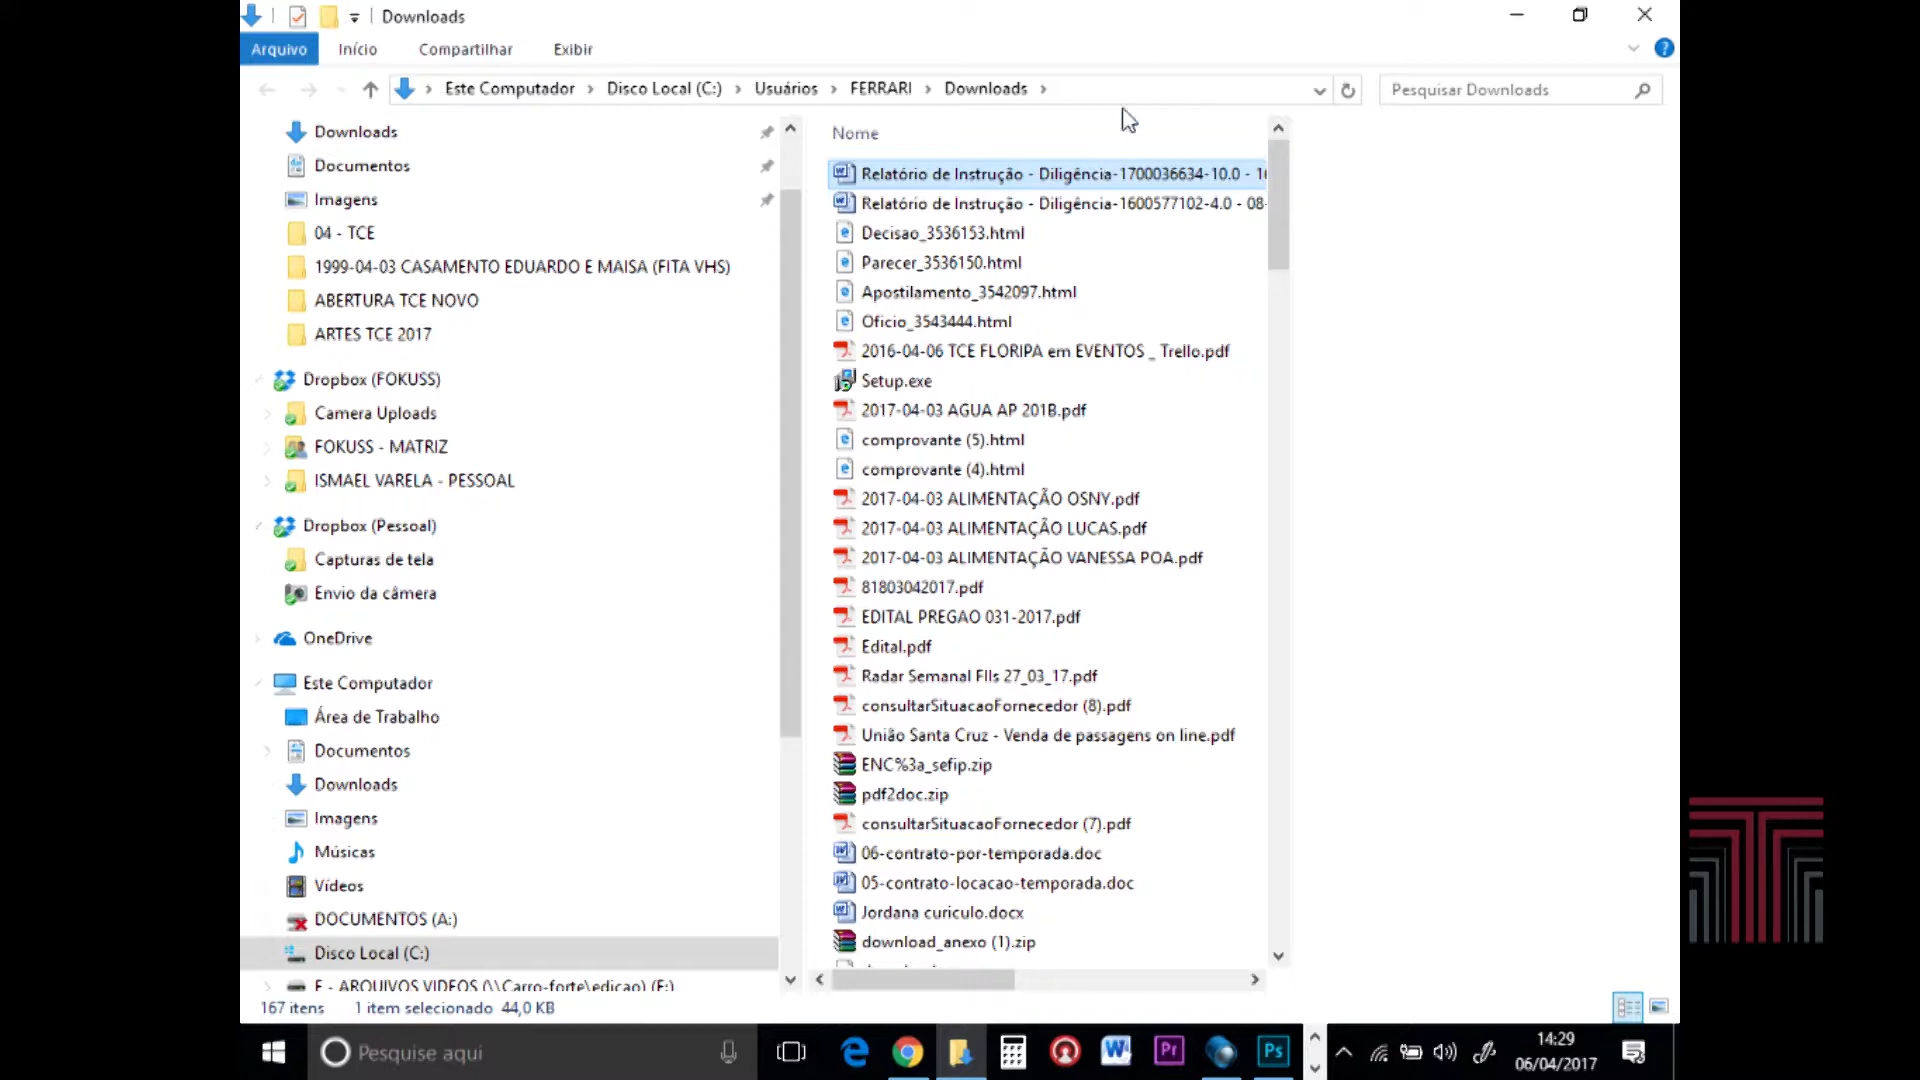 Downloads
Arquivo Início Compartilhar Exibir
Este Computador Disco Local (C:) Usuários FERRARI Downloads
Pesquisar Downloads
Downloads
Documentos
Imagens
04 - TCE
1999-04-03 CASAMENTO EDUARDO E MAISA (FITA VHS)
ABERTURA TCE NOVO
ARTES TCE 2017
Dropbox (FOKUSS)
Camera Uploads
FOKUSS - MATRIZ
ISMAEL VARELA - PESSOAL
Dropbox (Pessoal)
Capturas de tela
Envio da câmera
OneDrive
Este Computador
Área de Trabalho
Documentos
Downloads
Imagens
Músicas
Vídeos
DOCUMENTOS (A:)
Disco Local (C:)
F - ARQUIVOS VIDEOS (\\Carro-forte\edicao) (F:)
Nome
Relatório de Instrução - Diligência-1700036634-10.0 - 10
Relatório de Instrução - Diligência-1600577102-4.0 - 08-
Decisao_3536153.html
Parecer_3536150.html
Apostilamento_3542097.html
Oficio_3543444.html
2016-04-06 TCE FLORIPA em EVENTOS _ Trello.pdf
Setup.exe
2017-04-03 AGUA AP 201B.pdf
comprovante (5).html
comprovante (4).html
2017-04-03 ALIMENTAÇÃO OSNY.pdf
2017-04-03 ALIMENTAÇÃO LUCAS.pdf
2017-04-03 ALIMENTAÇÃO VANESSA POA.pdf
81803042017.pdf
EDITAL PREGAO 031-2017.pdf
Edital.pdf
Radar Semanal FIIs 27_03_17.pdf
consultarSituacaoFornecedor (8).pdf
União Santa Cruz - Venda de passagens on line.pdf
ENC%3a_sefip.zip
pdf2doc.zip
consultarSituacaoFornecedor (7).pdf
06-contrato-por-temporada.doc
05-contrato-locacao-temporada.doc
Jordana curiculo.docx
download_anexo (1).zip
167 itens 1 item selecionado 44,0 KB
Pesquise aqui
Pr
Ps
14:29
06/04/2017